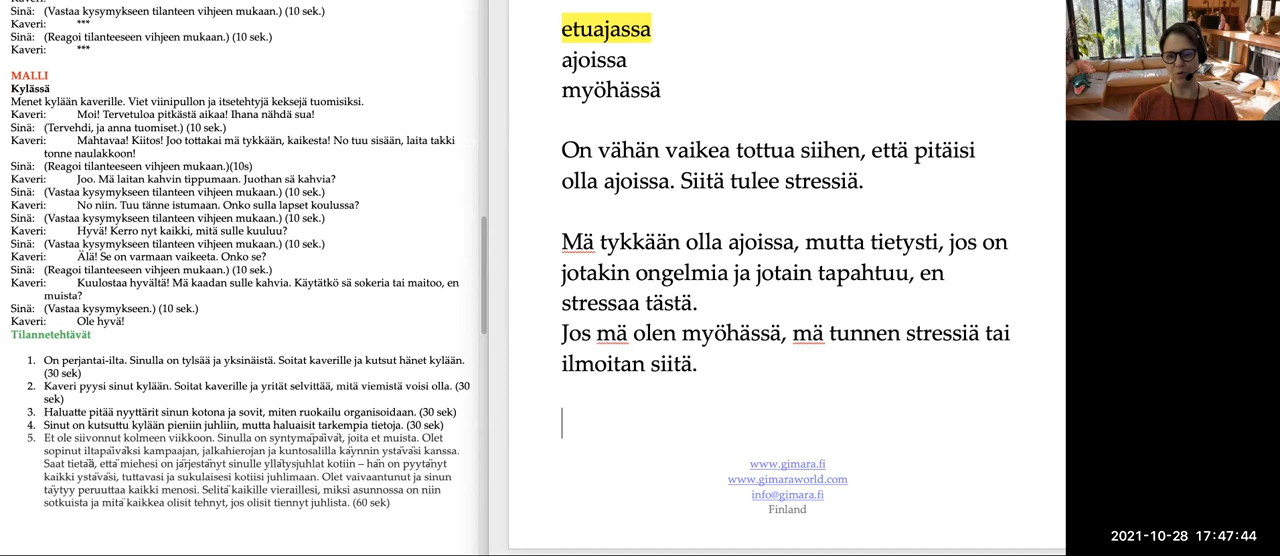 Sinä: (Vastaa kysymykseen tilanteen vihjeen mukaan.) (10 sek.)
Kaveri: ***
Sinä: (Reagoi tilanteeseen vihjeen mukaan.) (10 sek.)
Kaveri: ***
MALLI
Kylässä
Menet kylään kaverille. Viet viinipullon ja itsetehtyjä keksejä tuomisiksi.
Kaveri: Moi! Tervetuloa pitkästä aikaa! Ihana nähdä sua!
Sinä: (Tervehdi, ja anna tuomiset.) (10 sek.)
Kaveri: Mahtavaa! Kiitos! Joo tottakai mä tykkään, kaikesta! No tuu sisään, laita takki
tonne naulakkoon!
Sinä: (Reagoi tilanteeseen vihjeen mukaan.)(10s)
Kaveri: Joo. Mä laitan kahvin tippumaan. Juothan sä kahvia?
Sinä: (Vastaa kysymykseen tilanteen vihjeen mukaan.) (10 sek.)
Kaveri: No niin. Tuu tänne istumaan. Onko sulla lapset koulussa?
Sinä: (Vastaa kysymykseen tilanteen vihjeen mukaan.) (10 sek.)
Kaveri: Hyvä! Kerro nyt kaikki, mitä sulle kuuluu?
Sinä: (Vastaa kysymykseen tilanteen vihjeen mukaan.) (10 sek.)
Kaveri: Älä! Se on varmaan vaikeeta. Onko se?
Sinä: (Reagoi tilanteeseen vihjeen mukaan.) (10 sek.)
Kaveri: Kuulostaa hyvältä! Mä kaadan sulle kahvia. Käytätkö sä sokeria tai maitoo, en
muista?
Sinä: (Vastaa kysymykseen.) (10 sek.)
Kaveri: Ole hyvä!
Tilannetehtävät
1. On perjantai-ilta. Sinulla on tylsää ja yksinäistä. Soitat kaverille ja kutsut hänet kylään.
(30 sek)
2. Kaveri pyysi sinut kylään. Soitat kaverille ja yrität selvittää, mitä viemistä voisi olla. (30
sek)
3. Haluatte pitää nyyttärit sinun kotona ja sovit, miten ruokailu organisoidaan. (30 sek)
4. Sinut on kutsuttu kylään pieniin juhliin, mutta haluaisit tarkempia tietoja. (30 sek)
5. Et ole siivonnut kolmeen viikkoon. Sinulla on syntymäpäivät, joita et muista. Olet
sopinut iltapäiväksi kampaajan, jalkahierojan ja kuntosalilla käynnin ystäväsi kanssa.
Saat tietää, että miehesi on järjestänyt sinulle yllätysjuhlat kotiin – hän on pyytänyt
kaikki ystäväsi, tuttavasi ja sukulaisesi kotiisi juhlimaan. Olet vaivaantunut ja sinun
täytyy peruuttaa kaikki menosi. Selitä kaikille vieraillesi, miksi asunnossa on niin
sotkuista ja mitä kaikkea olisit tehnyt, jos olisit tiennyt juhlista. (60 sek)
etuajassa
ajoissa
myöhässä
On vähän vaikea tottua siihen, että pitäisi
olla ajoissa. Siitä tulee stressiä.
Mä tykkään olla ajoissa, mutta tietysti, jos on
jotakin ongelmia ja jotain tapahtuu, en
stressaa tästä.
Jos mä olen myöhässä, mä tunnen stressiä tai
ilmoitan siitä.
www.gimara.fi
www.gimaraworld.com
info@gimara.fi
Finland
2021-10-28 17:47:44